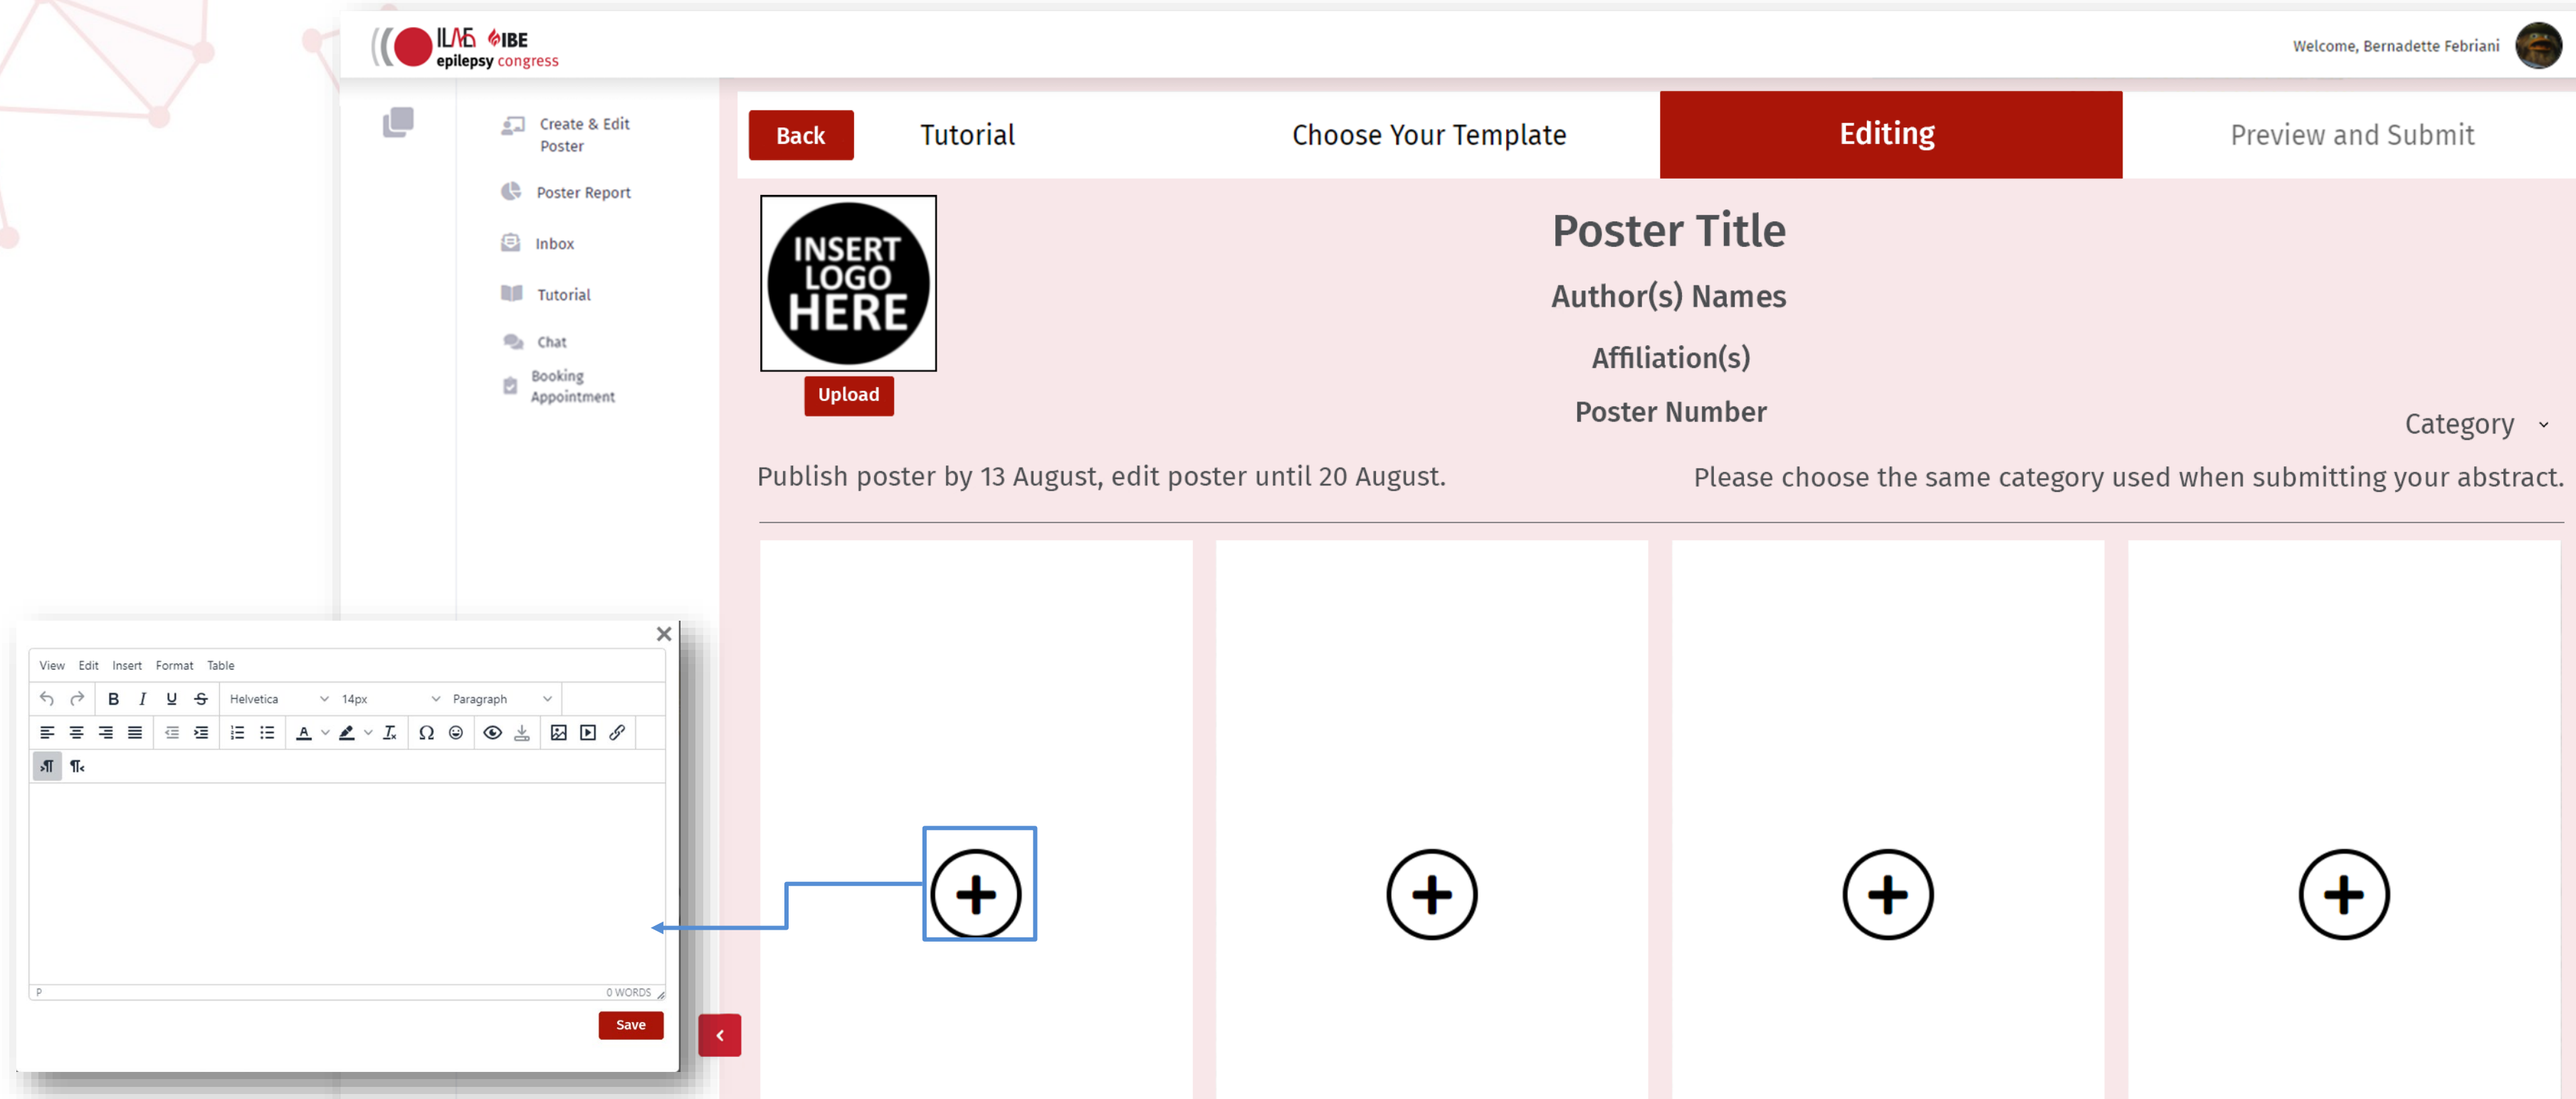 ILAE IBE
epilepsy congress
Welcome, Bernadette Febriani
Create & Edit
Poster
Poster Report
Inbox
Tutorial
Chat
Booking
Appointment
Back
Tutorial
Choose Your Template
Editing
Preview and Submit
INSERT
LOGO
HERE
Upload
Poster Title
Author(s) Names
Affiliation(s)
Poster Number
Category
Publish poster by 13 August, edit poster until 20 August.
Please choose the same category used when submitting your abstract.
View Edit Insert Format Table
B I U S Helvetica 14px Paragraph
P
0 WORDS
Save